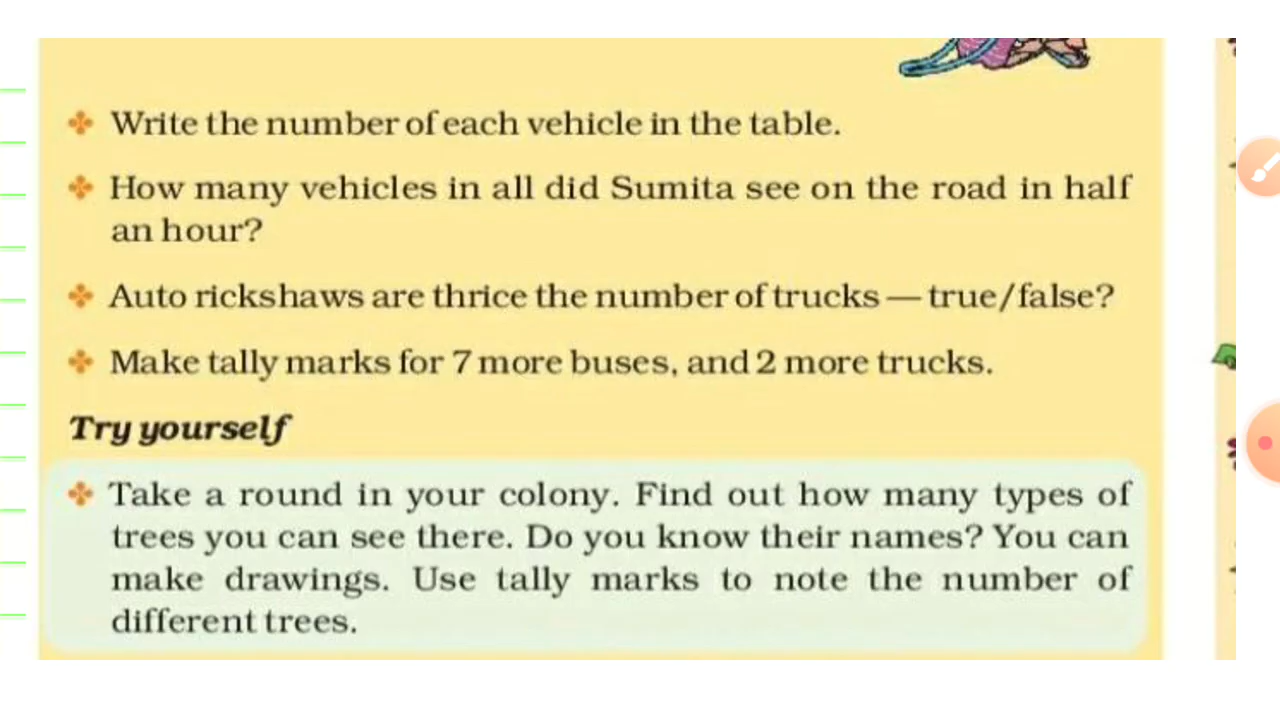 ❖ Write the number of each vehicle in the table.
❖ How many vehicles in all did Sumita see on the road in half
an hour?
❖ Auto rickshaws are thrice the number of trucks — true/false?
❖ Make tally marks for 7 more buses, and 2 more trucks.
Try yourself
❖ Take a round in your colony. Find out how many types of
trees you can see there. Do you know their names? You can
make drawings. Use tally marks to note the number of
different trees.